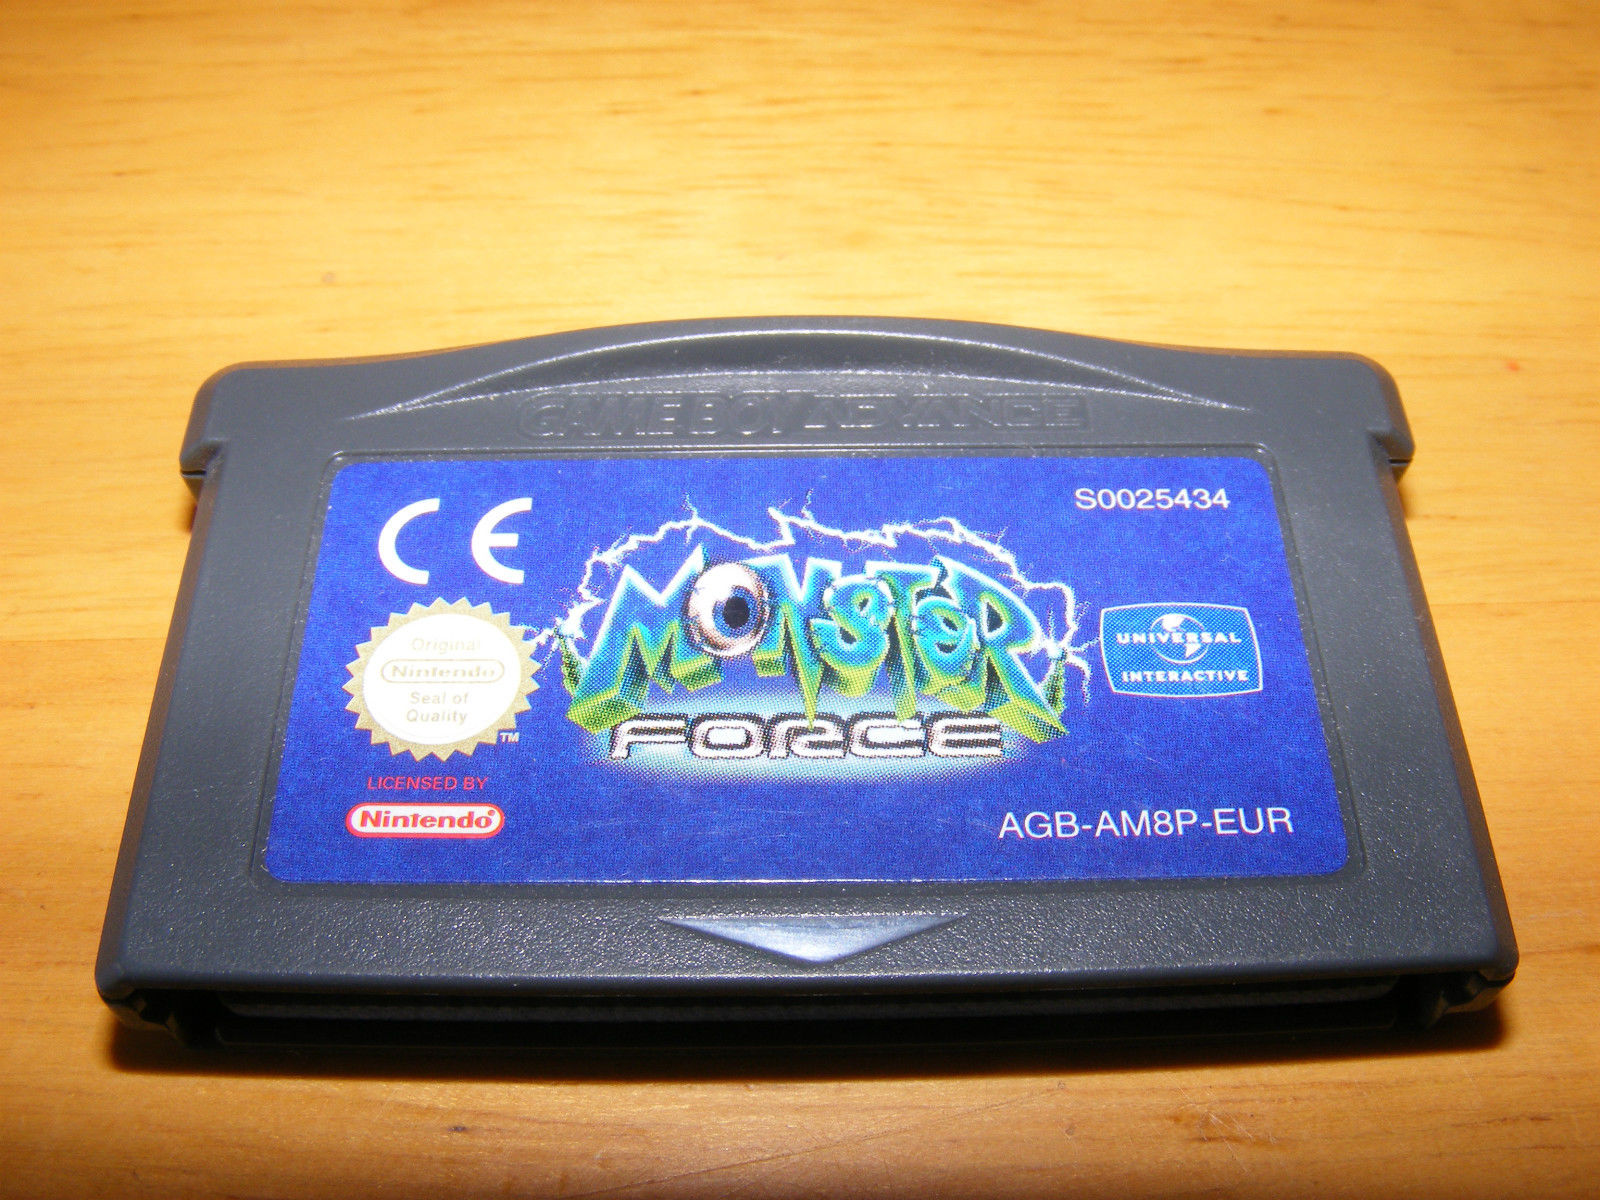 GAME BOY ADVANCE
CE
S0025434
MONSTER
FORCE
Original
Nintendo
Seal of
Quality
TM
UNIVERSAL
INTERACTIVE
LICENSED BY
Nintendo®
AGB-AM8P-EUR